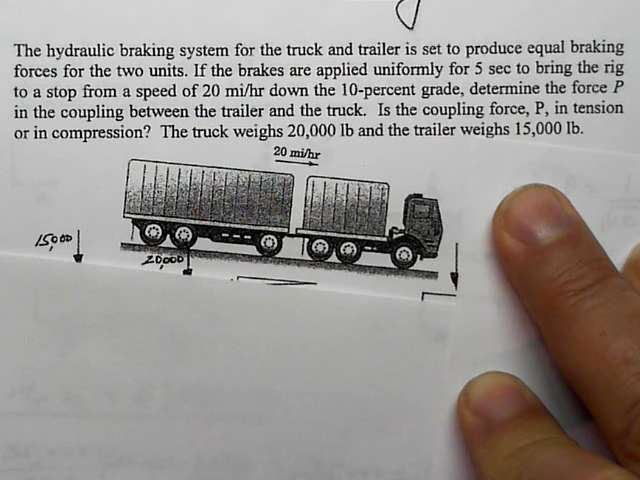 The hydraulic braking system for the truck and trailer is set to produce equal braking
forces for the two units. If the brakes are applied uniformly for 5 sec to bring the rig
to a stop from a speed of 20 mi/hr down the 10-percent grade, determine the force P
in the coupling between the trailer and the truck. Is the coupling force, P, in tension
or in compression? The truck weighs 20,000 lb and the trailer weighs 15,000 lb.
20 mi/hr
15,000
20,000